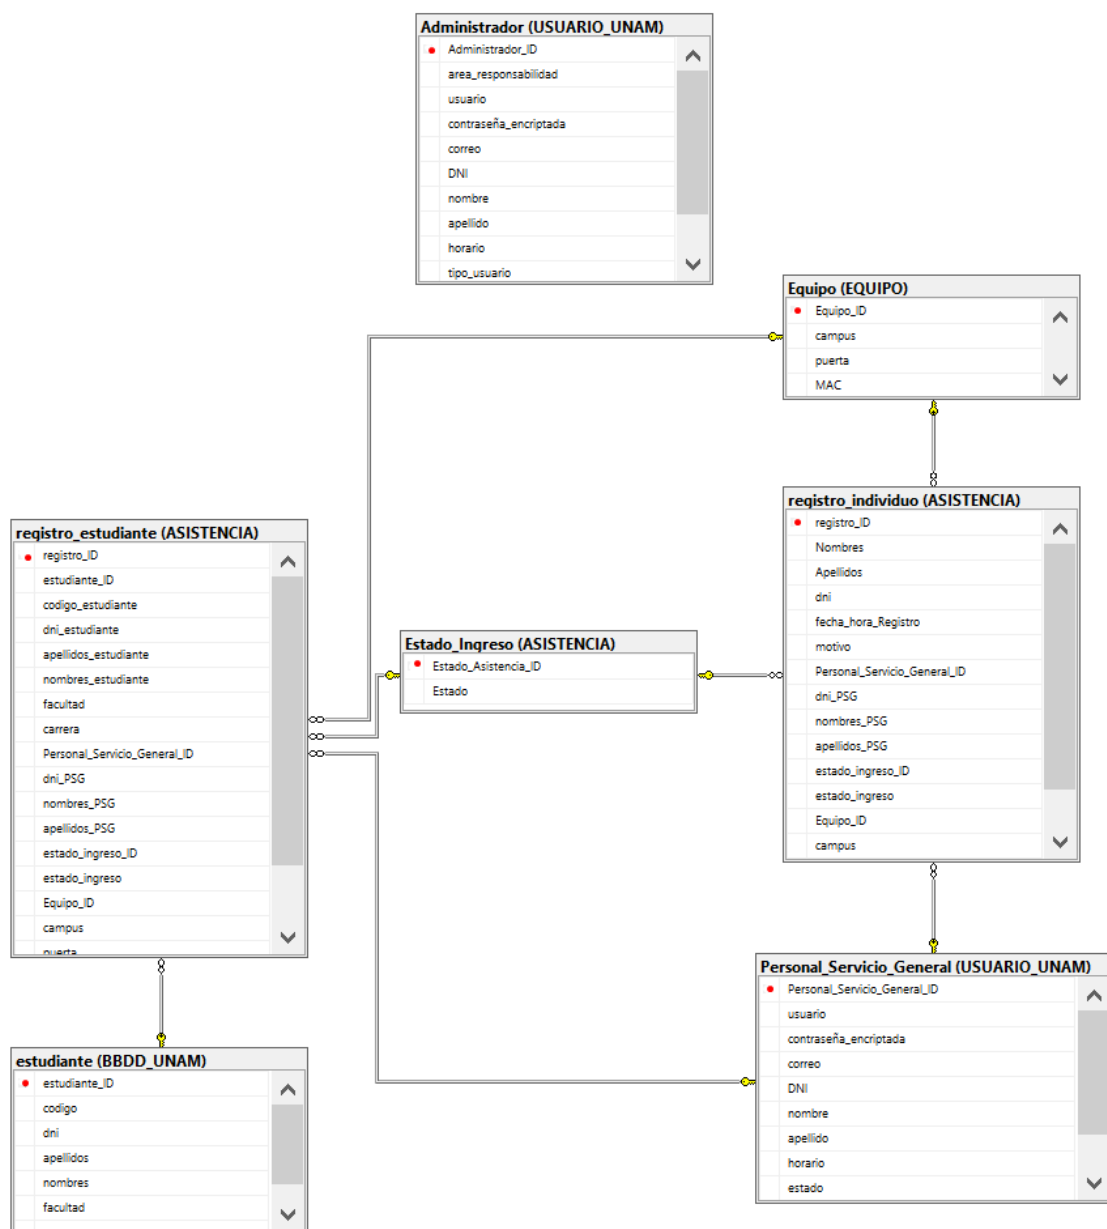 Administrador (USUARIO_UNAM)
Administrador_ID
area_responsabilidad
usuario
contraseña_encriptada
correo
DNI
nombre
apellido
horario
tipo_usuario
Equipo (EQUIPO)
Equipo_ID
campus
puerta
MAC
registro_estudiante (ASISTENCIA)
registro_ID
estudiante_ID
codigo_estudiante
dni_estudiante
apellidos_estudiante
nombres_estudiante
facultad
carrera
Personal_Servicio_General_ID
dni_PSG
nombres_PSG
apellidos_PSG
estado_ingreso_ID
estado_ingreso
Equipo_ID
campus
puerta
Estado_Ingreso (ASISTENCIA)
Estado_Asistencia_ID
Estado
registro_individuo (ASISTENCIA)
registro_ID
Nombres
Apellidos
dni
fecha_hora_Registro
motivo
Personal_Servicio_General_ID
dni_PSG
nombres_PSG
apellidos_PSG
estado_ingreso_ID
estado_ingreso
Equipo_ID
campus
estudiante (BBDD_UNAM)
estudiante_ID
codigo
dni
apellidos
nombres
facultad
Personal_Servicio_General (USUARIO_UNAM)
Personal_Servicio_General_ID
usuario
contraseña_encriptada
correo
DNI
nombre
apellido
horario
estado